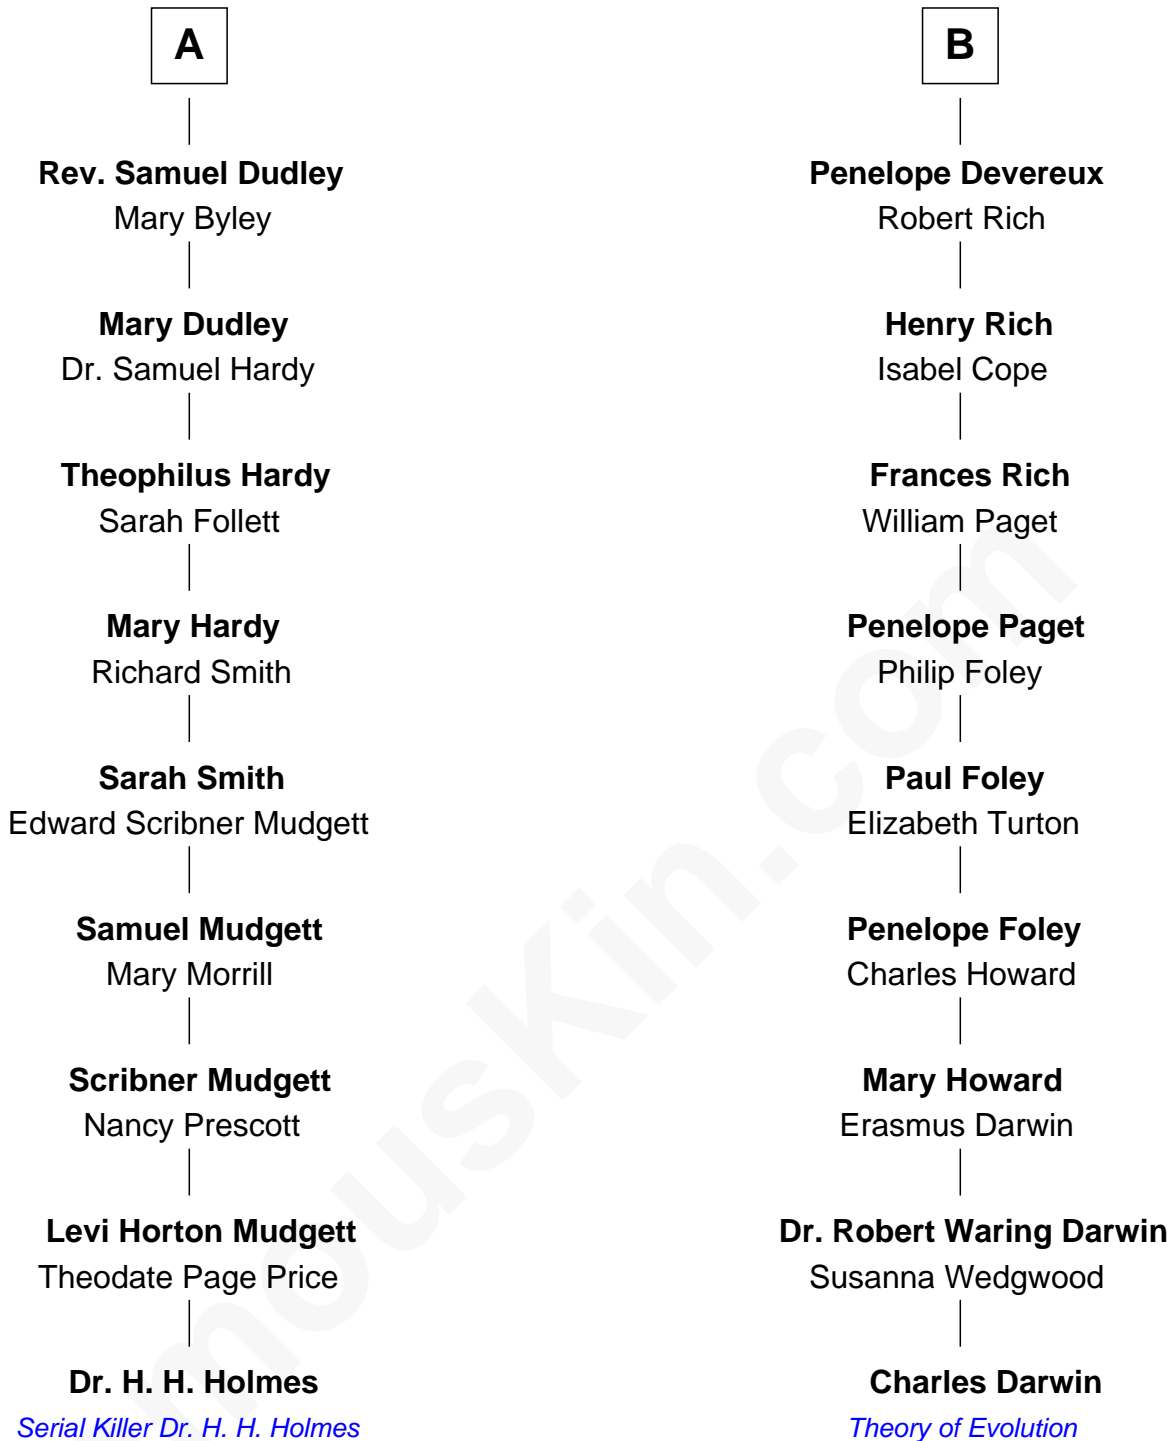 A
Rev. Samuel Dudley
Mary Byley
Mary Dudley
Dr. Samuel Hardy
Theophilus Hardy
Sarah Follett
Mary Hardy
Richard Smith
Sarah Smith
Edward Scribner Mudgett
Samuel Mudgett
Mary Morrill
Scribner Mudgett
Nancy Prescott
Levi Horton Mudgett
Theodate Page Price
Dr. H. H. Holmes
Serial Killer Dr. H. H. Holmes
B
Penelope Devereux
Robert Rich
Henry Rich
Isabel Cope
Frances Rich
William Paget
Penelope Paget
Philip Foley
Paul Foley
Elizabeth Turton
Penelope Foley
Charles Howard
Mary Howard
Erasmus Darwin
Dr. Robert Waring Darwin
Susanna Wedgwood
Charles Darwin
Theory of Evolution
mousKin.com